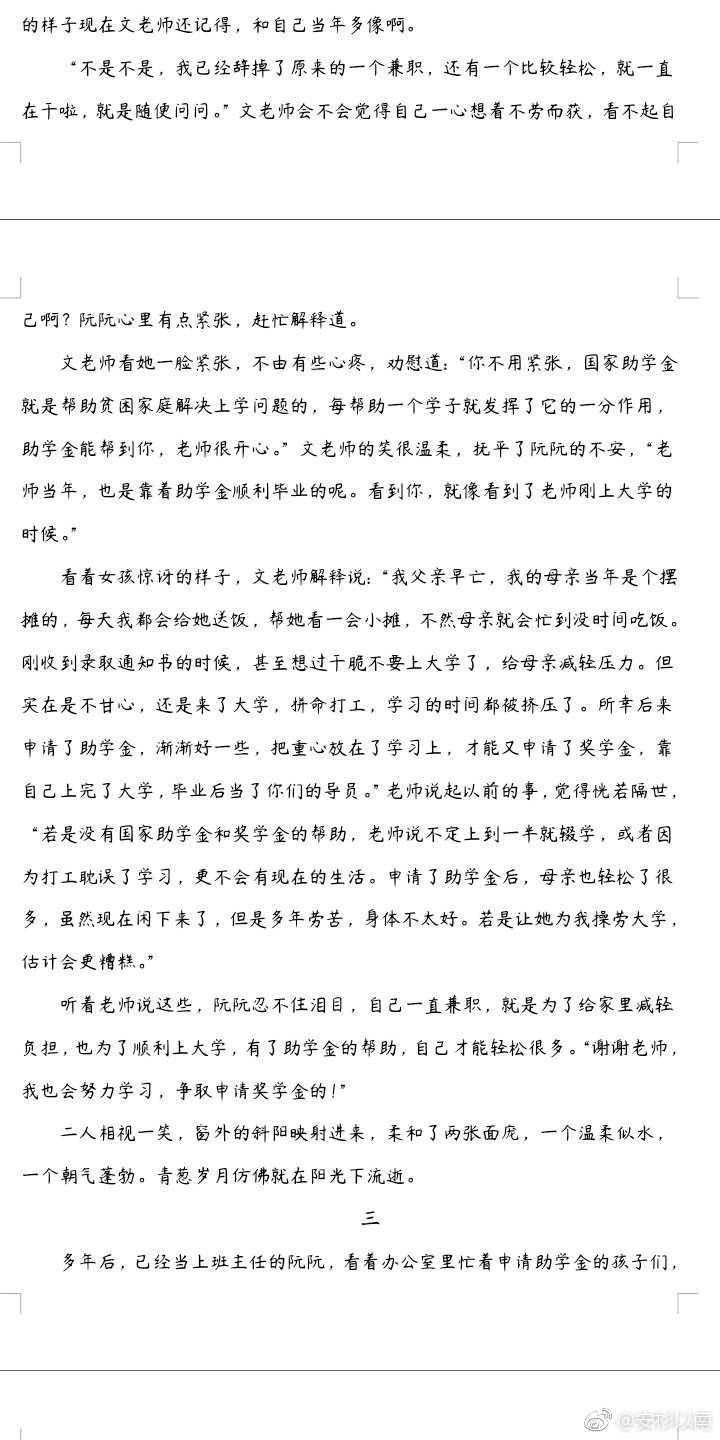 的样子现在文老师还记得，和自己当年多像啊。
“不是不是，我已经辞掉了原来的一个兼职，还有一个比较轻松，就一直
在干啦，就是随便问问。”文老师会不会觉得自己一心想着不劳而获，看不起自
己啊？阮阮心里有点紧张，赶忙解释道。
文老师看她一脸紧张，不由有些心疼，劝慰道：“你不用紧张，国家助学金
就是帮助贫困家庭解决上学问题的，每帮助一个学子就发挥了它的一分作用，
助学金能帮到你，老师很开心。”文老师的笑很温柔，抚平了阮阮的不安，“老
师当年，也是靠着助学金顺利毕业的呢。看到你，就像看到了老师刚上大学的
时候。”
看着女孩惊讶的样子，文老师解释说：“我父亲早亡，我的母亲当年是个摆
摊的，每天我都会给她送饭，帮她看一会小摊，不然母亲就会忙到没时间吃饭。
刚收到录取通知书的时候，甚至想过干脆不要上大学了，给母亲减轻压力。但
实在是不甘心，还是来了大学，拼命打工，学习的时间都被挤压了。所幸后来
申请了助学金，渐渐好一些，把重心放在了学习上，才能又申请了奖学金，靠
自己上完了大学，毕业后当了你们的导员。”老师说起以前的事，觉得恍若隔世，
“若是没有国家助学金和奖学金的帮助，老师说不定上到一半就辍学，或者因
为打工耽误了学习，更不会有现在的生活。申请了助学金后，母亲也轻松了很
多，虽然现在闲下来了，但是多年劳苦，身体不太好。若是让她为我操劳大学，
估计会更糟糕。”
听着老师说这些，阮阮忍不住泪目，自己一直兼职，就是为了给家里减轻
负担，也为了顺利上大学，有了助学金的帮助，自己才能轻松很多。“谢谢老师，
我也会努力学习，争取申请奖学金的！”
二人相视一笑，窗外的斜阳映射进来，柔和了两张面庞，一个温柔似水，
一个朝气蓬勃。青葱岁月仿佛就在阳光下流逝。
三
多年后，已经当上班主任的阮阮，看着办公室里忙着申请助学金的孩子们，
@安杉以南